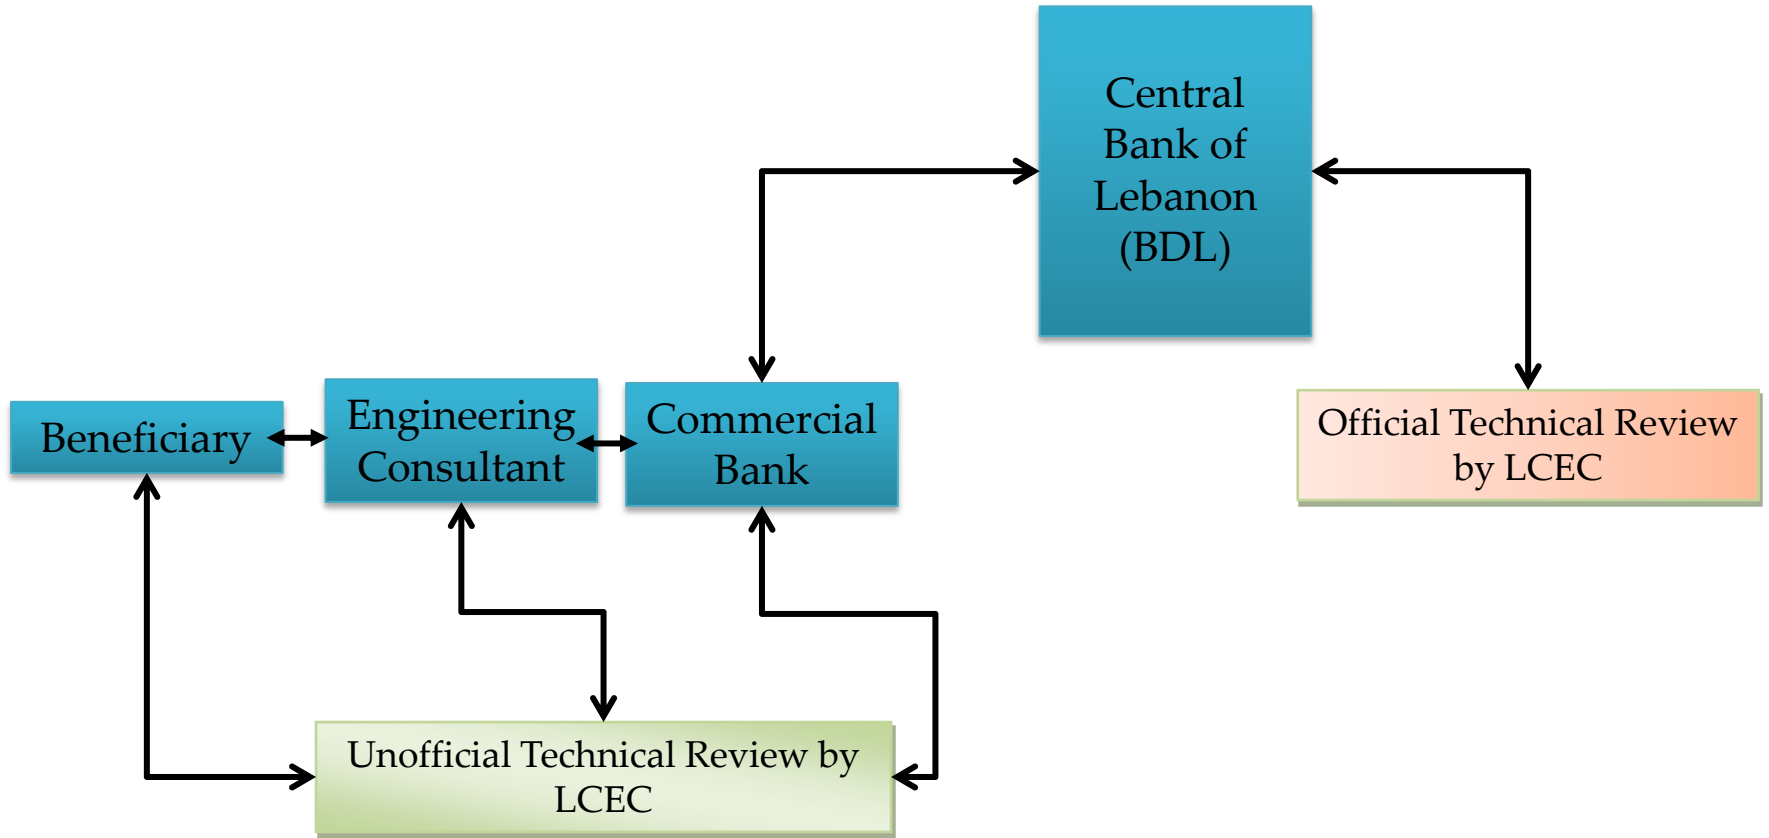 Central
Bank of
Lebanon
(BDL)
Beneficiary
Engineering
Consultant
Commercial
Bank
Official Technical Review
by LCEC
Unofficial Technical Review by
LCEC